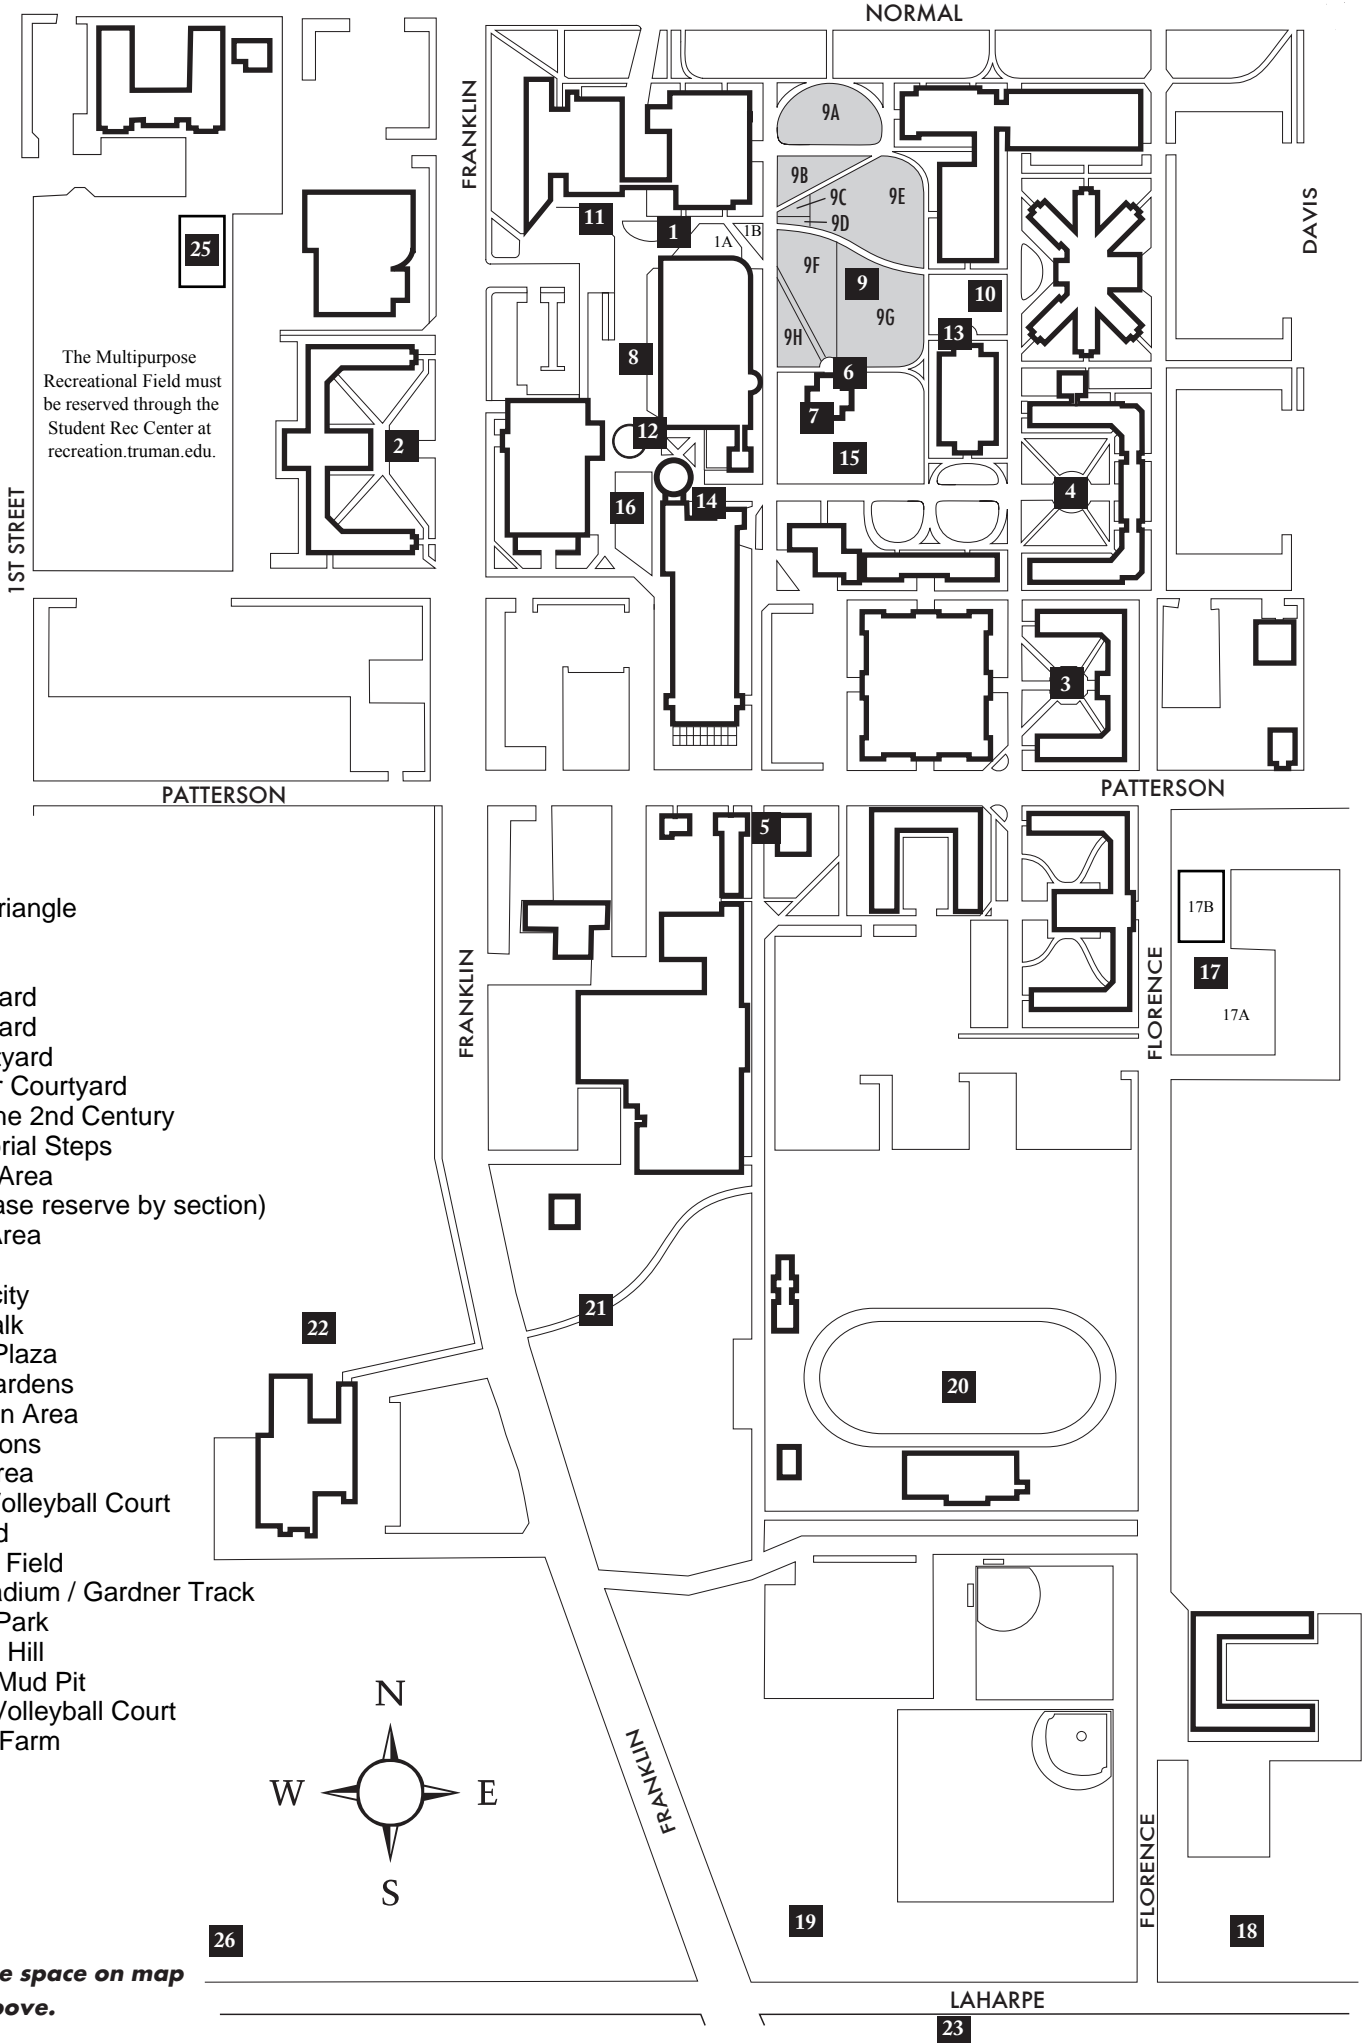 NORMAL
FRANKLIN
DAVIS
9A
9B
9C
9D
9E
9F
9G
9H
9
11
1
1A
1B
25
10
13
8
6
7
12
15
The Multipurpose
Recreational Field must
be reserved through the
Student Rec Center at
recreation.truman.edu.
2
4
14
16
1ST STREET
3
PATTERSON
PATTERSON
5
17B
17
17A
FRANKLIN
FLORENCE
riangle
ard
ard
yard
r Courtyard
ne 2nd Century
rial Steps
Area
ase reserve by section)
Area
city
alk
Plaza
ardens
n Area
ons
rea
Volleyball Court
d
Field
adium / Gardner Track
Park
Hill
Mud Pit
Volleyball Court
Farm
22
21
20
N
W
E
S
FRANKLIN
FLORENCE
19
18
26
e space on map
bove.
LAHARPE
23